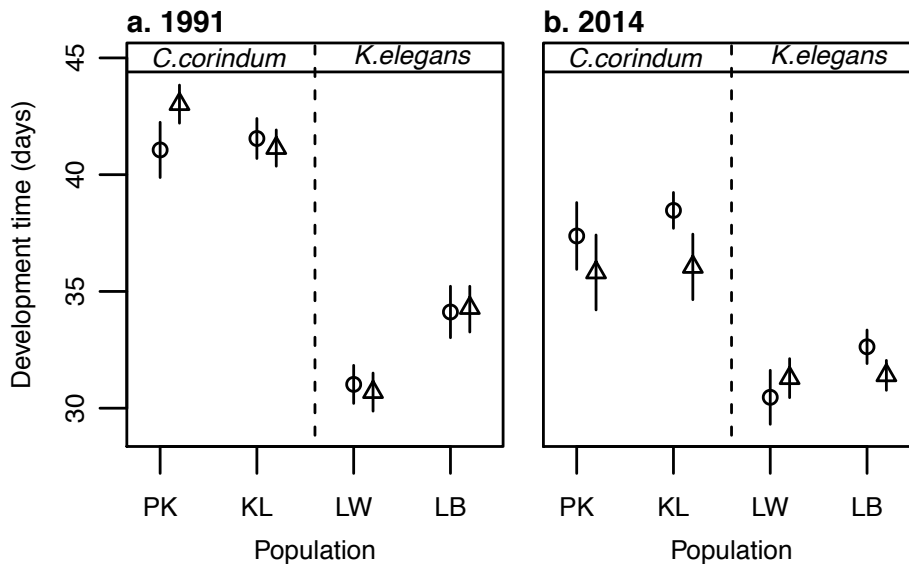 a. 1991
C.corindum K.elegans
45
40
35
30
Development time (days)
PK KL LW LB
Population
b. 2014
C.corindum K.elegans
PK KL LW LB
Population